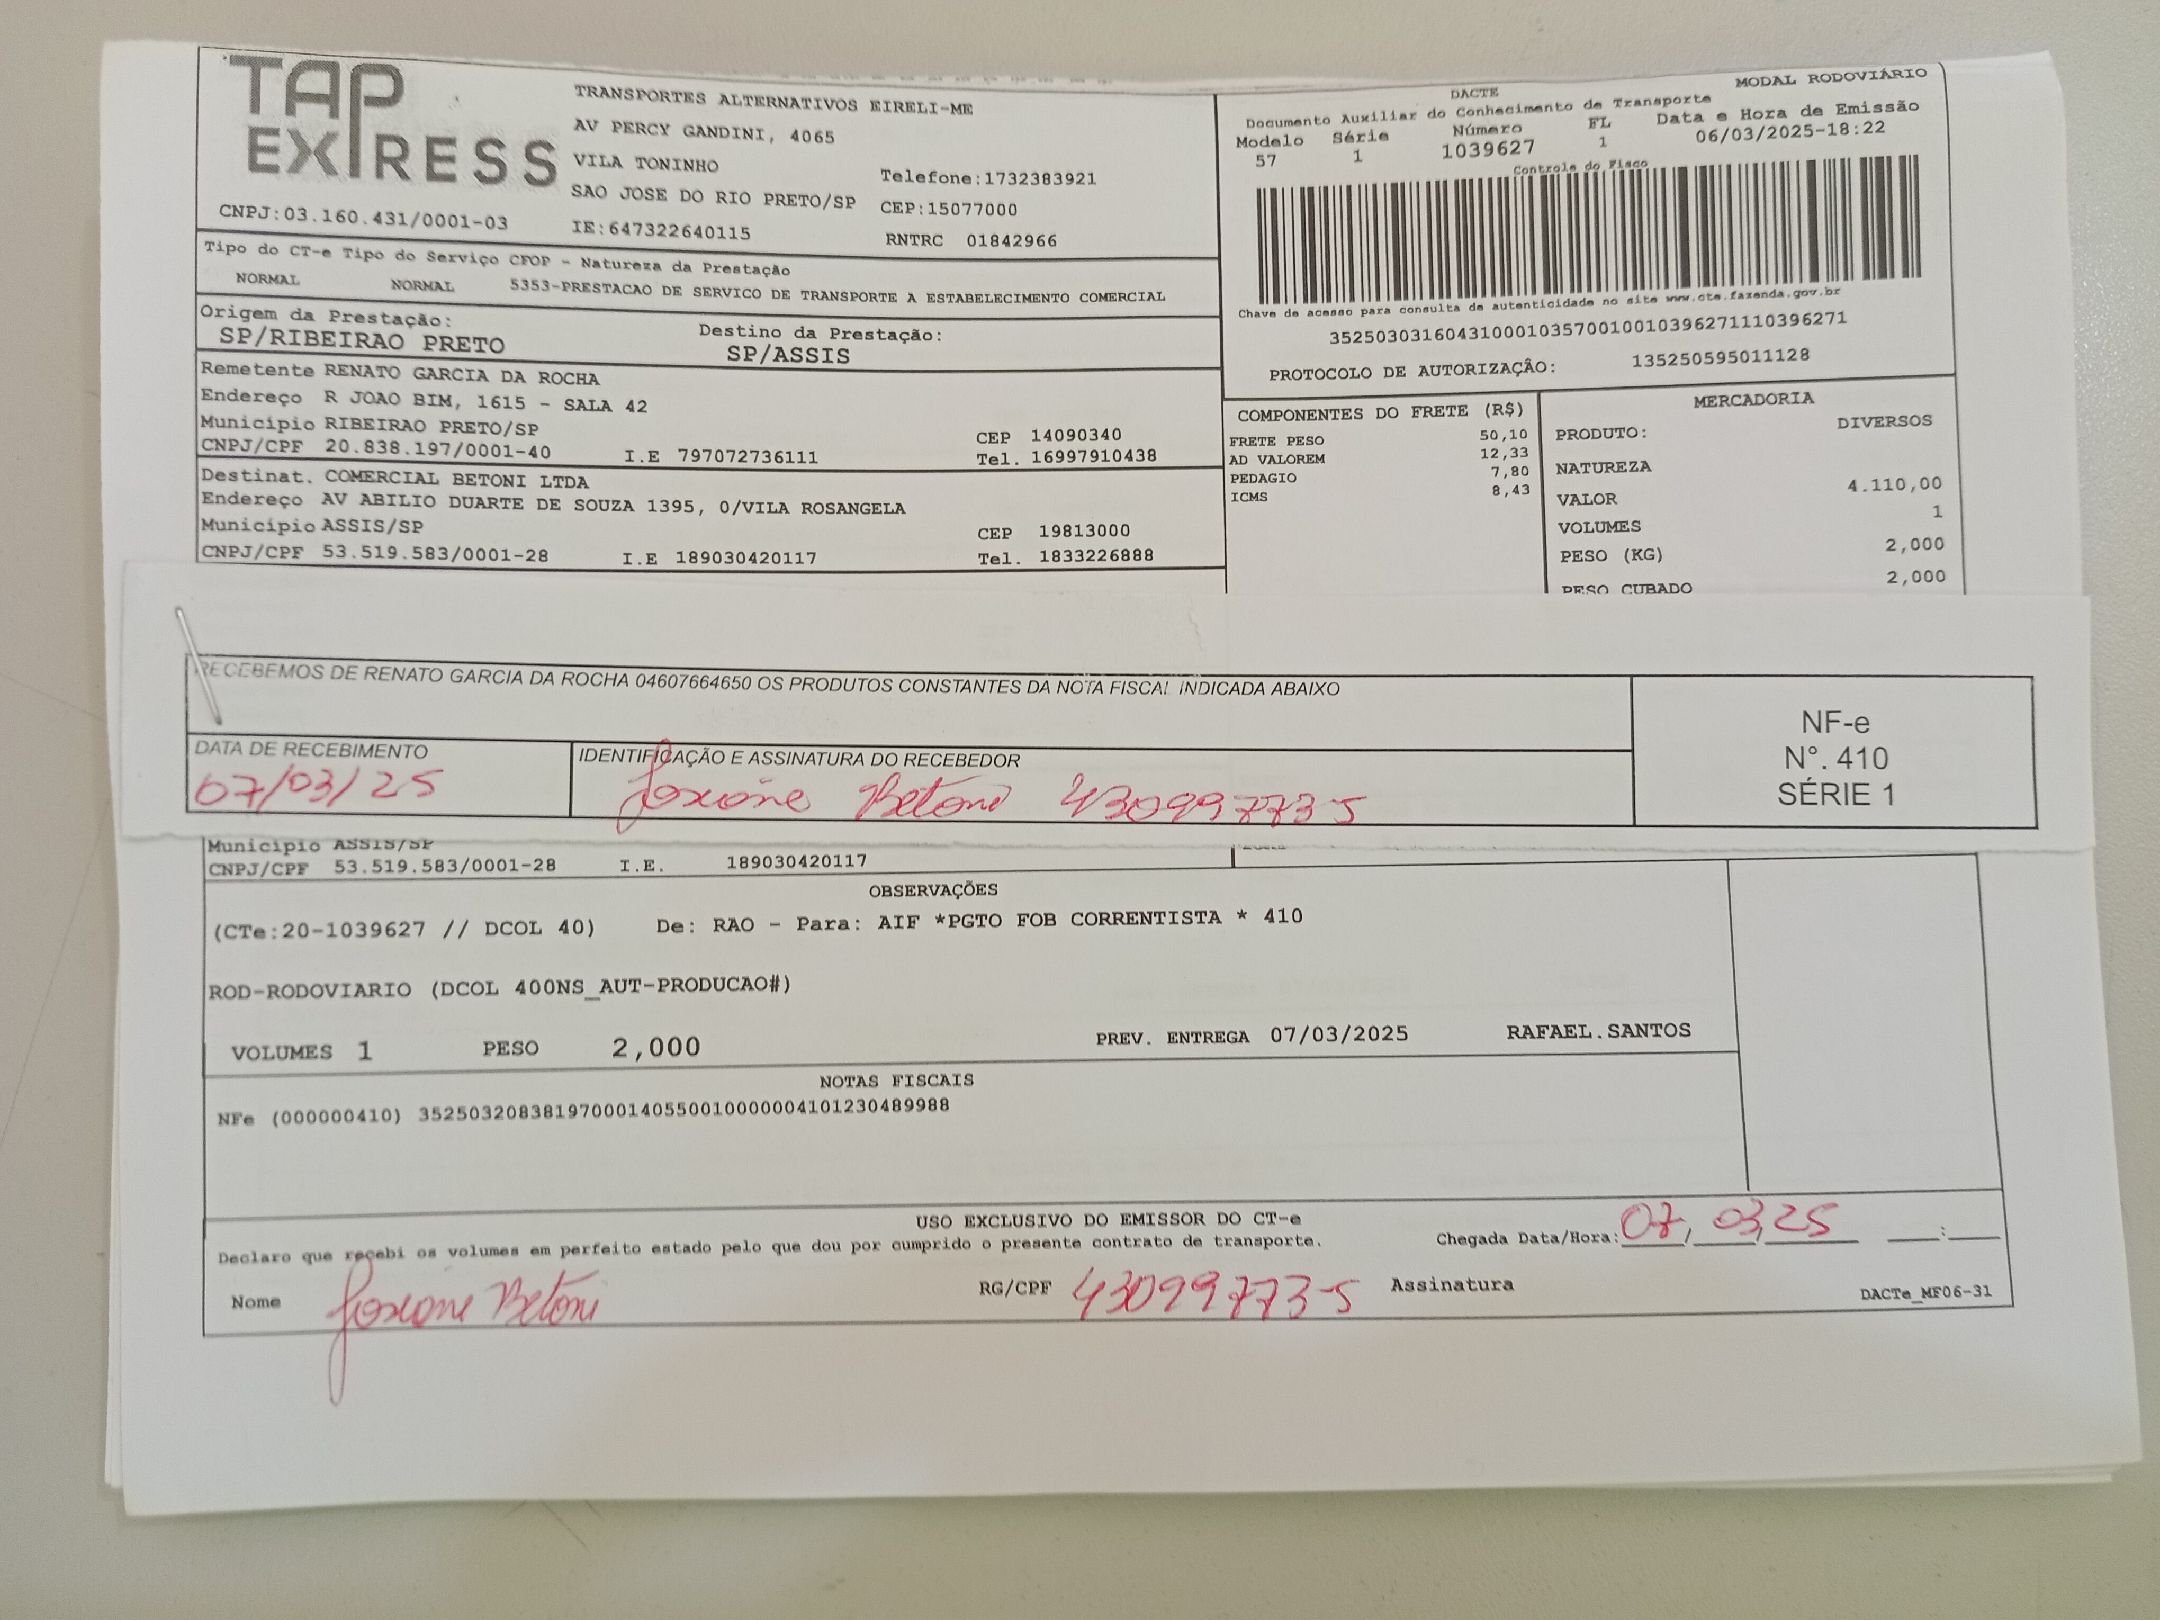 TAP
EXPRESS
TRANSPORTES ALTERNATIVOS EIRELI-ME
AV PERCY GANDINI, 4065
VILA TONINHO
Telefone:1732383921
SAO JOSE DO RIO PRETO/SP CEP:15077000
CNPJ:03.160.431/0001-03 IE:647322640115 RNTRC 01842966
MODAL RODOVIÁRIO
DACTE
Documento Auxiliar do Conhecimento de Transporte
Modelo Série Número FL Data e Hora de Emissão
57 1 1039627 1 06/03/2025-18:22
Controle do Fisco
Chave de acesso para consulta de autenticidade no site www.cte.fazenda.gov.br
35250303160431000103570010010396271110396271
PROTOCOLO DE AUTORIZAÇÃO: 135250595011128
Tipo do CT-e Tipo do Serviço CFOP - Natureza da Prestação
NORMAL NORMAL 5353-PRESTACAO DE SERVICO DE TRANSPORTE A ESTABELECIMENTO COMERCIAL
Origem da Prestação: Destino da Prestação:
SP/RIBEIRAO PRETO SP/ASSIS
Remetente RENATO GARCIA DA ROCHA
Endereço R JOAO BIM, 1615 - SALA 42
Município RIBEIRAO PRETO/SP CEP 14090340
CNPJ/CPF 20.838.197/0001-40 I.E 797072736111 Tel. 16997910438
Destinat. COMERCIAL BETONI LTDA
Endereço AV ABILIO DUARTE DE SOUZA 1395, 0/VILA ROSANGELA
Município ASSIS/SP CEP 19813000
CNPJ/CPF 53.519.583/0001-28 I.E 189030420117 Tel. 1833226888
COMPONENTES DO FRETE (R$)
FRETE PESO 50,10
AD VALOREM 12,33
PEDAGIO 7,80
ICMS 8,43
MERCADORIA
PRODUTO: DIVERSOS
NATUREZA
VALOR 4.110,00
VOLUMES 1
PESO (KG) 2,000
PESO CUBADO 2,000
RECEBEMOS DE RENATO GARCIA DA ROCHA 04607664650 OS PRODUTOS CONSTANTES DA NOTA FISCAL INDICADA ABAIXO
DATA DE RECEBIMENTO
07/03/25
IDENTIFICAÇÃO E ASSINATURA DO RECEBEDOR
Betoni 43099773-5
NF-e
N°. 410
SÉRIE 1
Município ASSIS/SP
CNPJ/CPF 53.519.583/0001-28 I.E. 189030420117
OBSERVAÇÕES
(CTe:20-1039627 // DCOL 40) De: RAO - Para: AIF *PGTO FOB CORRENTISTA * 410
ROD-RODOVIARIO (DCOL 400NS_AUT-PRODUCAO#)
VOLUMES 1 PESO 2,000 PREV. ENTREGA 07/03/2025 RAFAEL.SANTOS
NOTAS FISCAIS
NFe (000000410) 35250320838197000140550010000004101230489988
USO EXCLUSIVO DO EMISSOR DO CT-e
Declaro que recebi os volumes em perfeito estado pelo que dou por cumprido o presente contrato de transporte.
Chegada Data/Hora: 07/03/25 :
Nome Betoni RG/CPF 43099773-5 Assinatura
DACTe_MF06-31